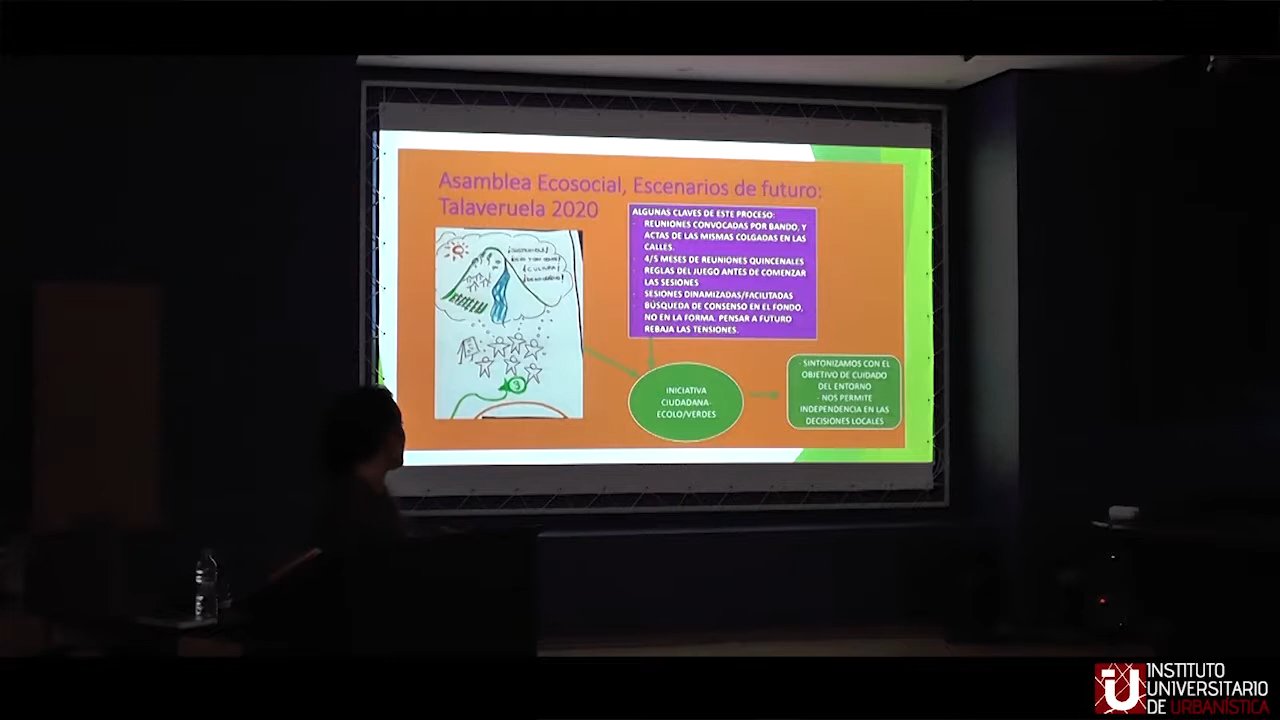 Asamblea Ecosocial, Escenarios de futuro:
Talaveruela 2020
ALGUNAS CLAVES DE ESTE PROCESO:
- REUNIONES CONVOCADAS POR BANDO, Y
ACTAS DE LAS MISMAS COLGADAS EN LAS
CALLES.
- 4/5 MESES DE REUNIONES QUINCENALES
REGLAS DEL JUEGO ANTES DE COMENZAR
LAS SESIONES
- SESIONES DINAMIZADAS/FACILITADAS
BÚSQUEDA DE CONSENSO EN EL FONDO,
NO EN LA FORMA. PENSAR A FUTURO
REBAJA LAS TENSIONES.
¡CULTURA!
3
INICIATIVA
CIUDADANA-
ECOLO/VERDES
- SINTONIZAMOS CON EL
OBJETIVO DE CUIDADO
DEL ENTORNO
- NOS PERMITE
INDEPENDENCIA EN LAS
DECISIONES LOCALES
IU INSTITUTO
UNIVERSITARIO
DE URBANÍSTICA